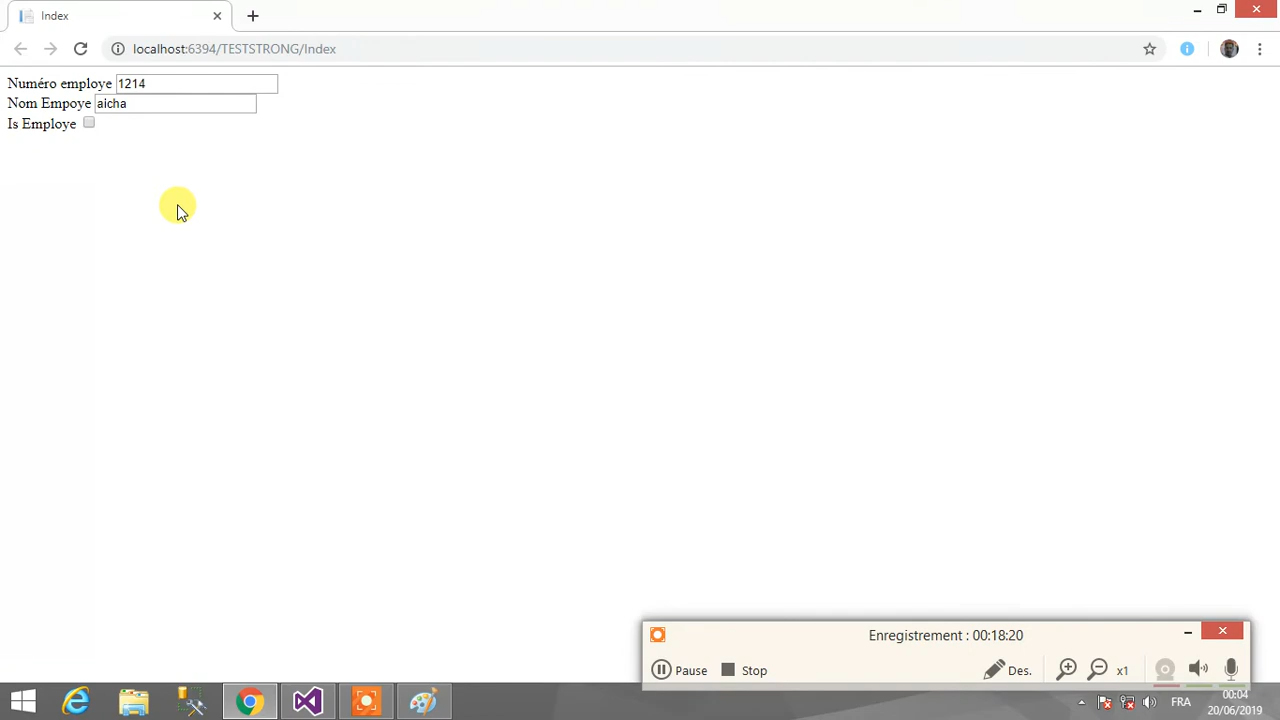 Index
localhost:6394/TESTSTRONG/Index
Numéro employe 1214
Nom Empoye aicha
Is Employe
Enregistrement : 00:18:20
Pause Stop Des. x1
FRA
00:04
20/06/2019